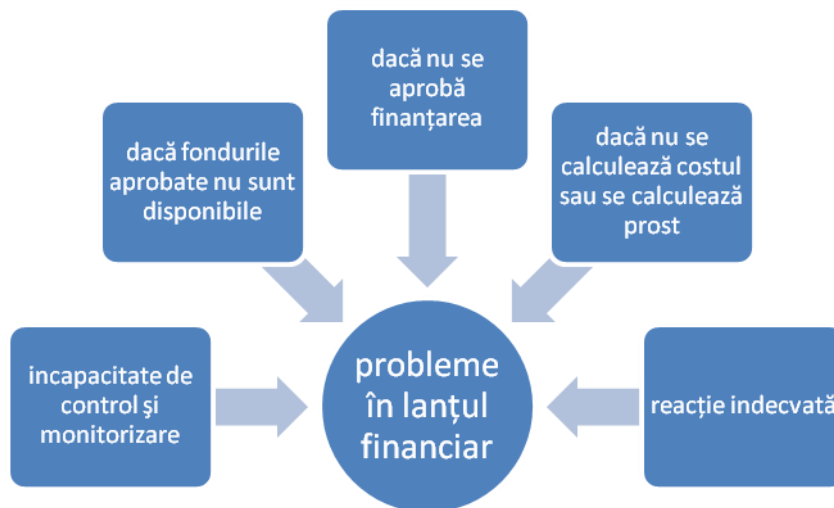 dacă nu se
aprobă
finanțarea
dacă fondurile
aprobate nu sunt
disponibile
dacă nu se
calculează costul
sau se calculează
prost
incapacitate de
control şi
monitorizare
probleme
în lanțul
financiar
reacție indecvată